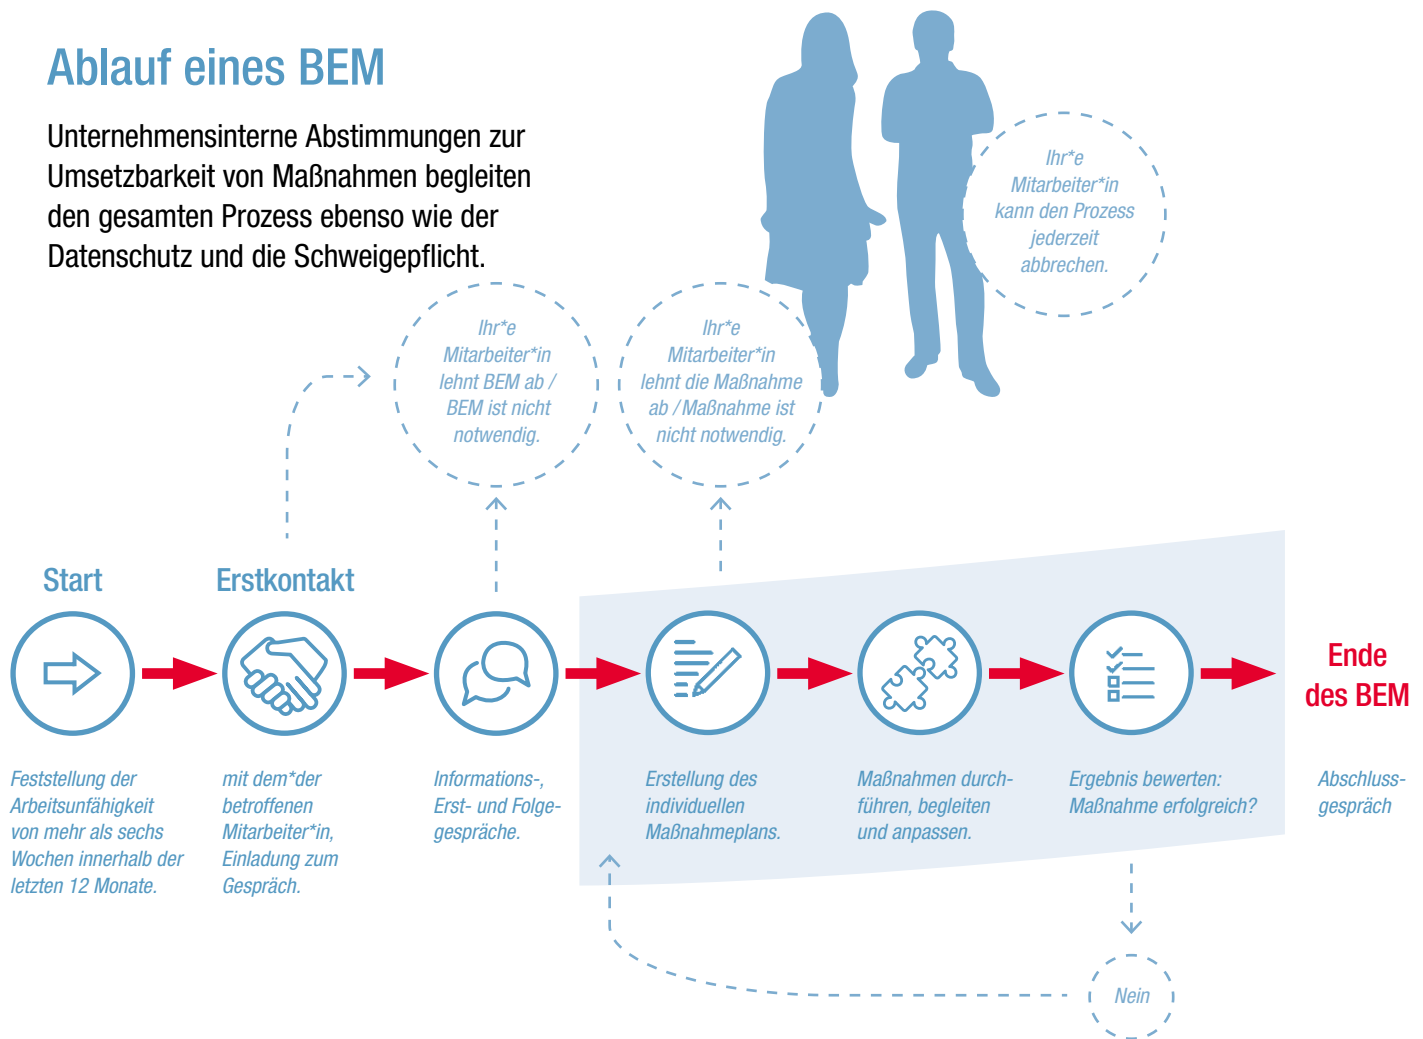 Ablauf eines BEM
Unternehmensinterne Abstimmungen zur
Umsetzbarkeit von Maßnahmen begleiten
den gesamten Prozess ebenso wie der
Datenschutz und die Schweigepflicht.
Ihr*e
Mitarbeiter*in
kann den Prozess
jederzeit
abbrechen.
Ihr*e
Mitarbeiter*in
lehnt BEM ab /
BEM ist nicht
notwendig.
Ihr*e
Mitarbeiter*in
lehnt die Maßnahme
ab / Maßnahme ist
nicht notwendig.
Start
Feststellung der
Arbeitsunfähigkeit
von mehr als sechs
Wochen innerhalb der
letzten 12 Monate.
Erstkontakt
mit dem*der
betroffenen
Mitarbeiter*in,
Einladung zum
Gespräch.
Informations-,
Erst- und Folge-
gespräche.
Erstellung des
individuellen
Maßnahmeplans.
Maßnahmen durch-
führen, begleiten
und anpassen.
Ergebnis bewerten:
Maßnahme erfolgreich?
Ende
des BEM
Abschluss-
gespräch
Nein